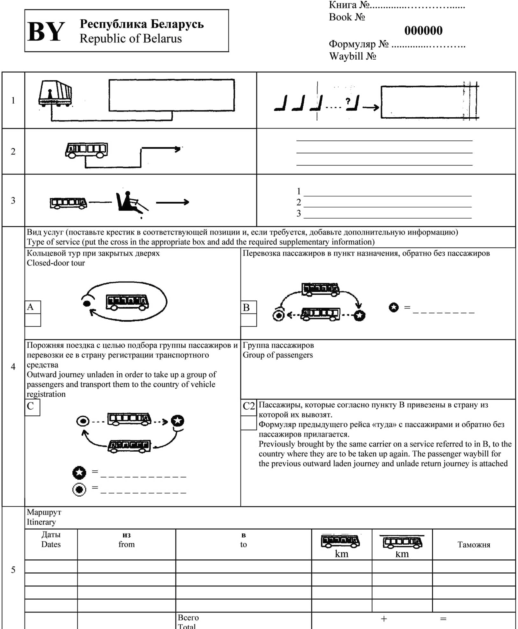 Книга №..............……………......
Book №
BY
Республика Беларусь
Republic of Belarus
000000
Формуляр № ..............………..
Waybill №
1
?
2
3
1
2
3
4
Вид услуг (поставьте крестик в соответствующей позиции и, если требуется, добавьте дополнительную информацию)
Type of service (put the cross in the appropriate box and add the required supplementary information)
Кольцевой тур при закрытых дверях
Closed-door tour
A
Перевозка пассажиров в пункт назначения, обратно без пассажиров
B
= _ _ _ _ _ _ _ _
Порожняя поездка с целью подбора группы пассажиров и
перевозки ее в страну регистрации транспортного
средства
Outward journey unladen in order to take up a group of
passengers and transport them to the country of vehicle
registration
C
= _ _ _ _ _ _ _ _ _ _ _
= _ _ _ _ _ _ _ _ _ _ _
Группа пассажиров
Group of passengers
C2
Пассажиры, которые согласно пункту В привезены в страну из
которой их вывозят.
Формуляр предыдущего рейса «туда» с пассажирами и обратно без
пассажиров прилагается.
Previously brought by the same carrier on a service referred to in B, to the
country where they are to be taken up again. The passenger waybill for
the previous outward laden journey and unlade return journey is attached
5
Маршрут
Itinerary
Даты
Dates
из
from
в
to
km
km
Таможня
Всего
Total
+
=